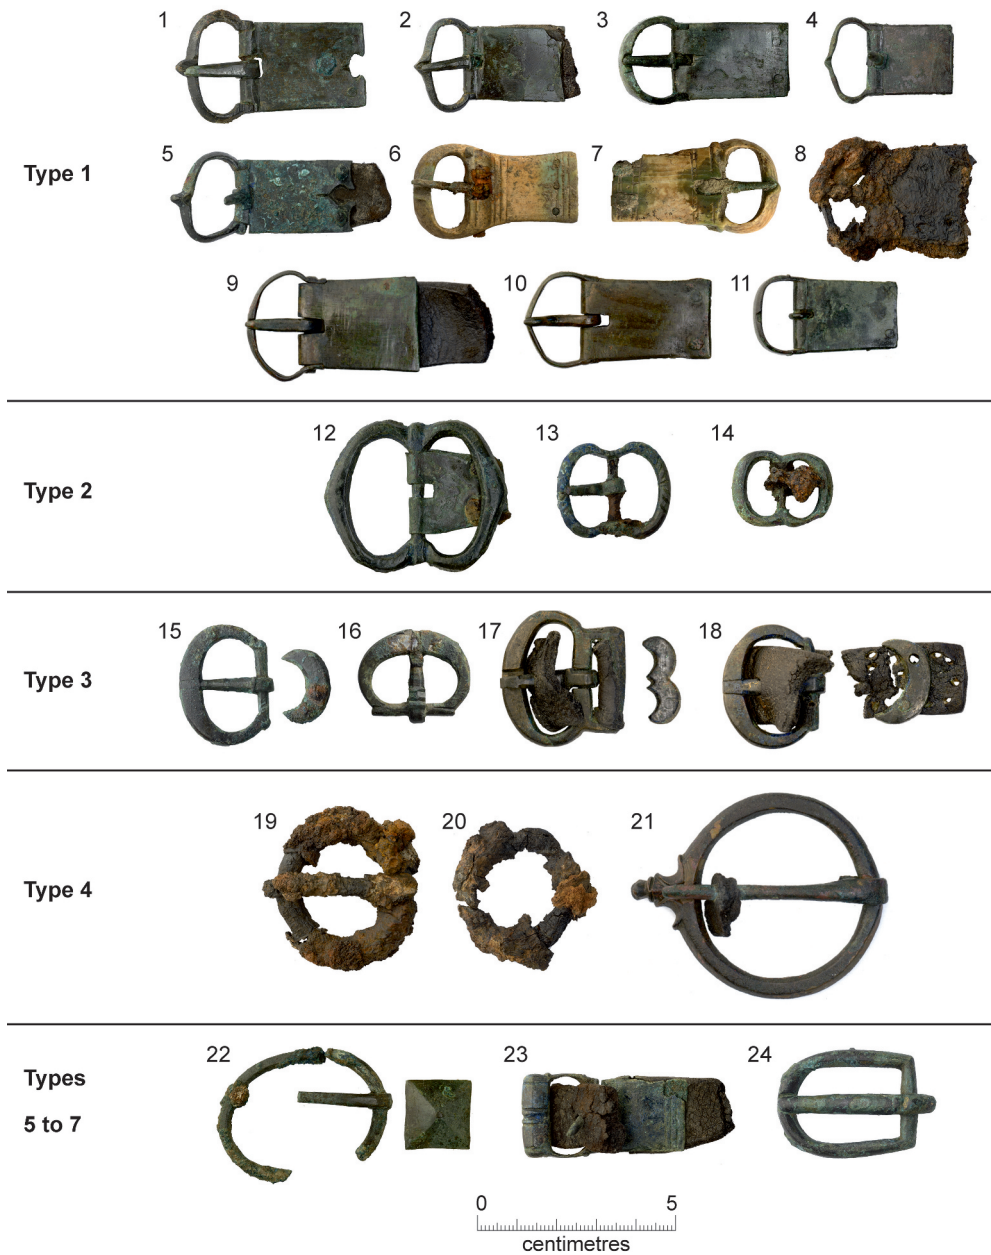 1 2 3 4
Type 1
5 6 7 8
9 10 11
Type 2
12 13 14
Type 3
15 16 17 18
Type 4
19 20 21
Types
5 to 7
22 23 24
0 5
centimetres